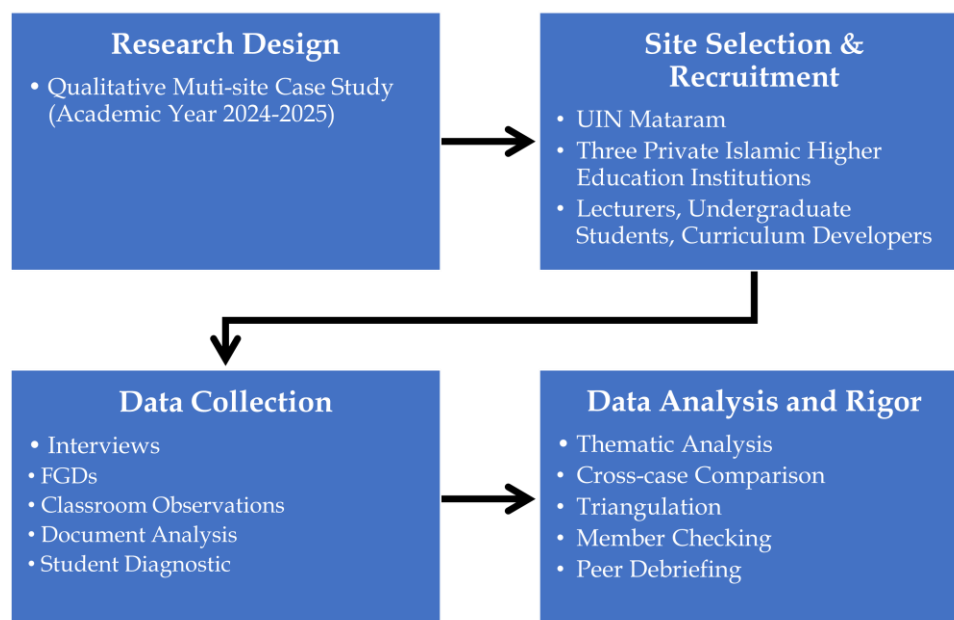 Research Design
• Qualitative Muti-site Case Study
(Academic Year 2024-2025)
Site Selection &
Recruitment
• UIN Mataram
• Three Private Islamic Higher
Education Institutions
• Lecturers, Undergraduate
Students, Curriculum Developers
Data Collection
• Interviews
• FGDs
• Classroom Observations
• Document Analysis
• Student Diagnostic
Data Analysis and Rigor
• Thematic Analysis
• Cross-case Comparison
• Triangulation
• Member Checking
• Peer Debriefing